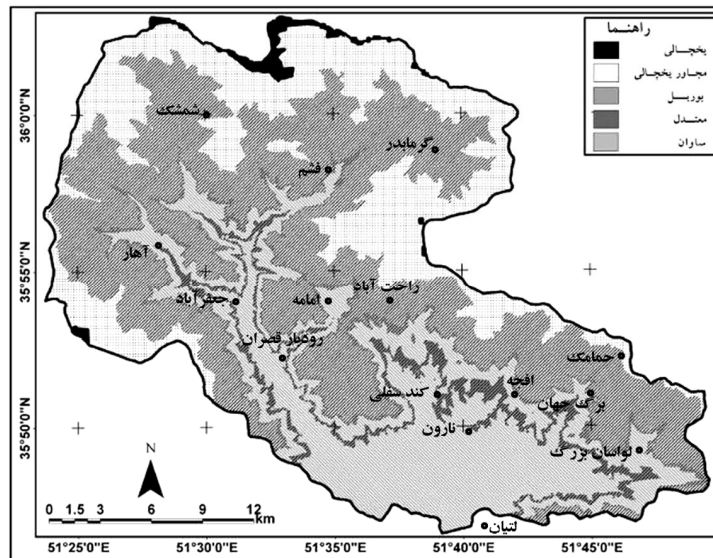 راهنما
یخچالی
مجاور یخچالی
بوریل
معتدل
ساوان
36°0'0"N
35°55'0"N
35°50'0"N
شمشک
گرمابدر
فشم
آهار
جعفرآباد
امامه
راحت آباد
رودبار قصران
حمامک
افجه
کند سفلی
برگ جهان
نارون
لواسان بزرگ
لتیان
N
0 1.5 3 6 9 12
km
51°25'0"E 51°30'0"E 51°35'0"E 51°40'0"E 51°45'0"E